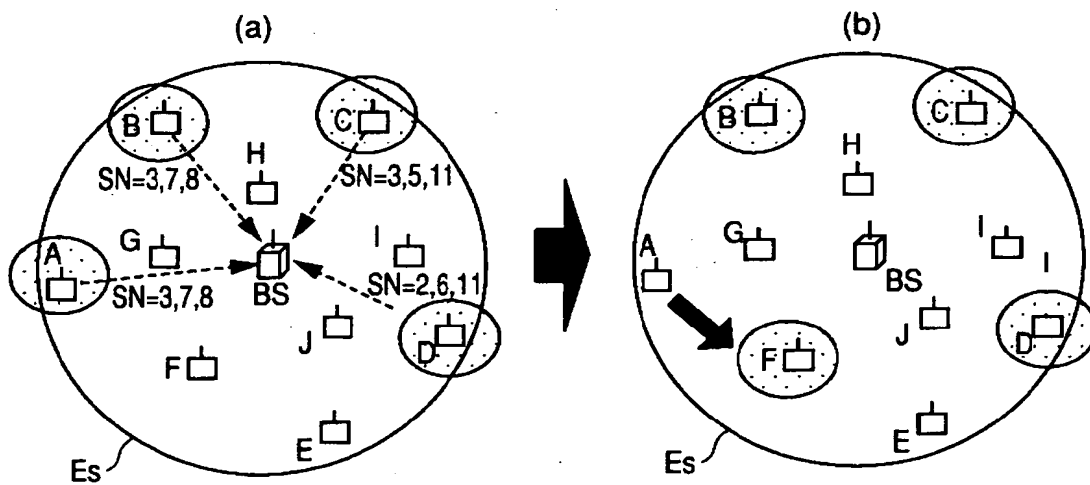 (a)
B
C
H
SN=3,7,8
SN=3,5,11
G
I
A
SN=3,7,8
BS
SN=2,6,11
J
D
F
E
Es
(b)
B
C
H
A
G
I
I
BS
J
D
F
E
Es